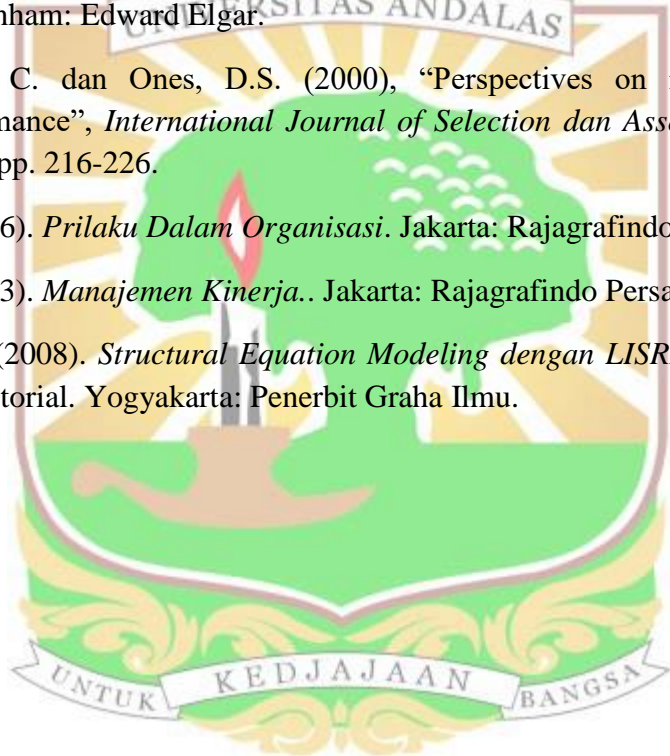 nham: Edward Elgar.
UNIVERSITAS ANDALAS
C. dan Ones, D.S. (2000), “Perspectives on
mance”, International Journal of Selection dan Asse
pp. 216-226.
6). Prilaku Dalam Organisasi. Jakarta: Rajagrafindo
3). Manajemen Kinerja.. Jakarta: Rajagrafindo Persa
(2008). Structural Equation Modeling dengan LISR
torial. Yogyakarta: Penerbit Graha Ilmu.
UNTUK KEDJAJAAN BANGSA